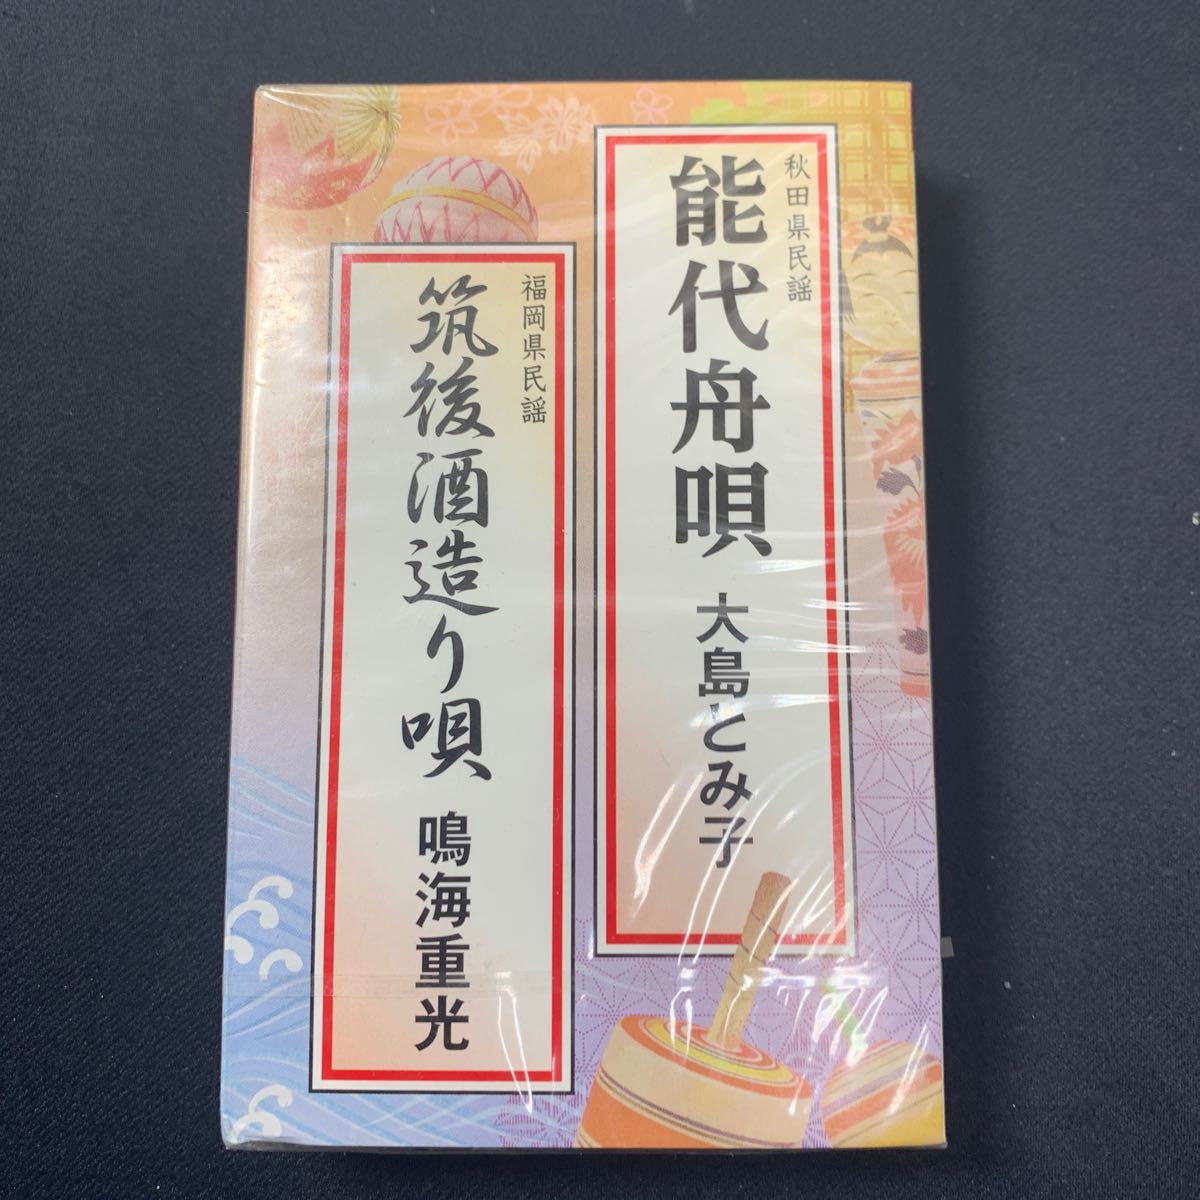 秋田県民謡
能代舟唄 大島とみ子
福岡県民謡
筑後酒造り唄 鳴海重光